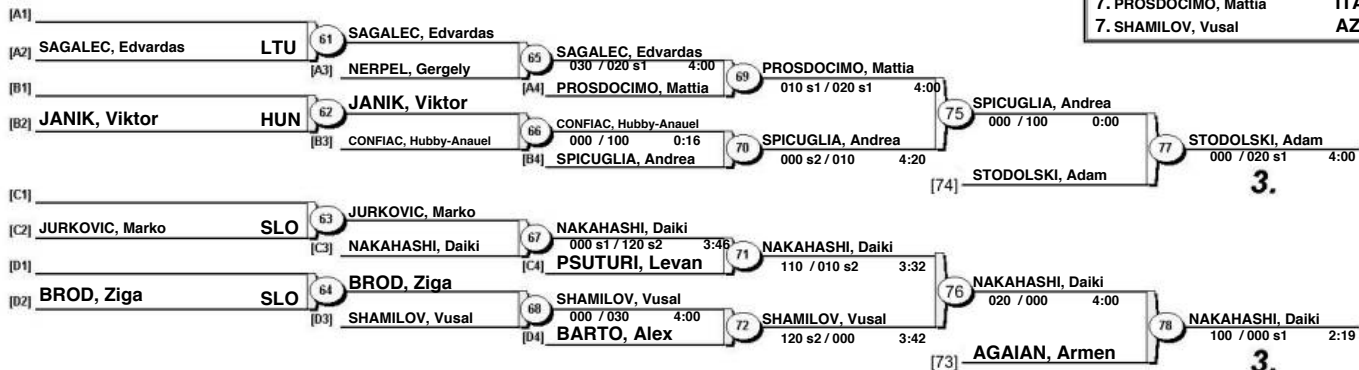 7. PROSDOCIMO, Mattia ITA
7. SHAMILOV, Vusal AZ
[A1]
[A2] SAGALEC, Edvardas LTU
61 SAGALEC, Edvardas
[A3] NERPEL, Gergely
65 SAGALEC, Edvardas
030 / 020 s1 4:00
[A4] PROSDOCIMO, Mattia
69 PROSDOCIMO, Mattia
010 s1 / 020 s1 4:00
[B1]
[B2] JANIK, Viktor HUN
62 JANIK, Viktor
[B3] CONFIAC, Hubby-Anauel
66 CONFIAC, Hubby-Anauel
000 / 100 0:16
[B4] SPICUGLIA, Andrea
70 SPICUGLIA, Andrea
000 s2 / 010 4:20
75 SPICUGLIA, Andrea
000 / 100 0:00
[74] STODOLSKI, Adam
77 STODOLSKI, Adam
000 / 020 s1 4:00
3.
[C1]
[C2] JURKOVIC, Marko SLO
63 JURKOVIC, Marko
[C3] NAKAHASHI, Daiki
67 NAKAHASHI, Daiki
000 s1 / 120 s2 3:46
[C4] PSUTURI, Levan
71 NAKAHASHI, Daiki
110 / 010 s2 3:32
[D1]
[D2] BROD, Ziga SLO
64 BROD, Ziga
[D3] SHAMILOV, Vusal
68 SHAMILOV, Vusal
000 / 030 4:00
[D4] BARTO, Alex
72 SHAMILOV, Vusal
120 s2 / 000 3:42
76 NAKAHASHI, Daiki
020 / 000 4:00
[73] AGAIAN, Armen
78 NAKAHASHI, Daiki
100 / 000 s1 2:19
3.